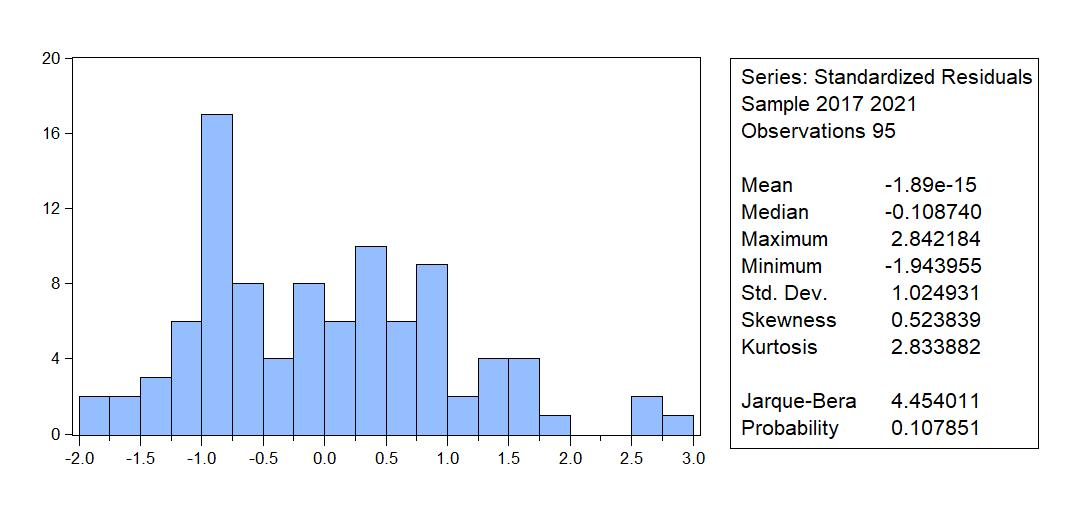 20
16
12
8
4
0
-2.0 -1.5 -1.0 -0.5 0.0 0.5 1.0 1.5 2.0 2.5 3.0
Series: Standardized Residuals
Sample 2017 2021
Observations 95
Mean -1.89e-15
Median -0.108740
Maximum 2.842184
Minimum -1.943955
Std. Dev. 1.024931
Skewness 0.523839
Kurtosis 2.833882
Jarque-Bera 4.454011
Probability 0.107851